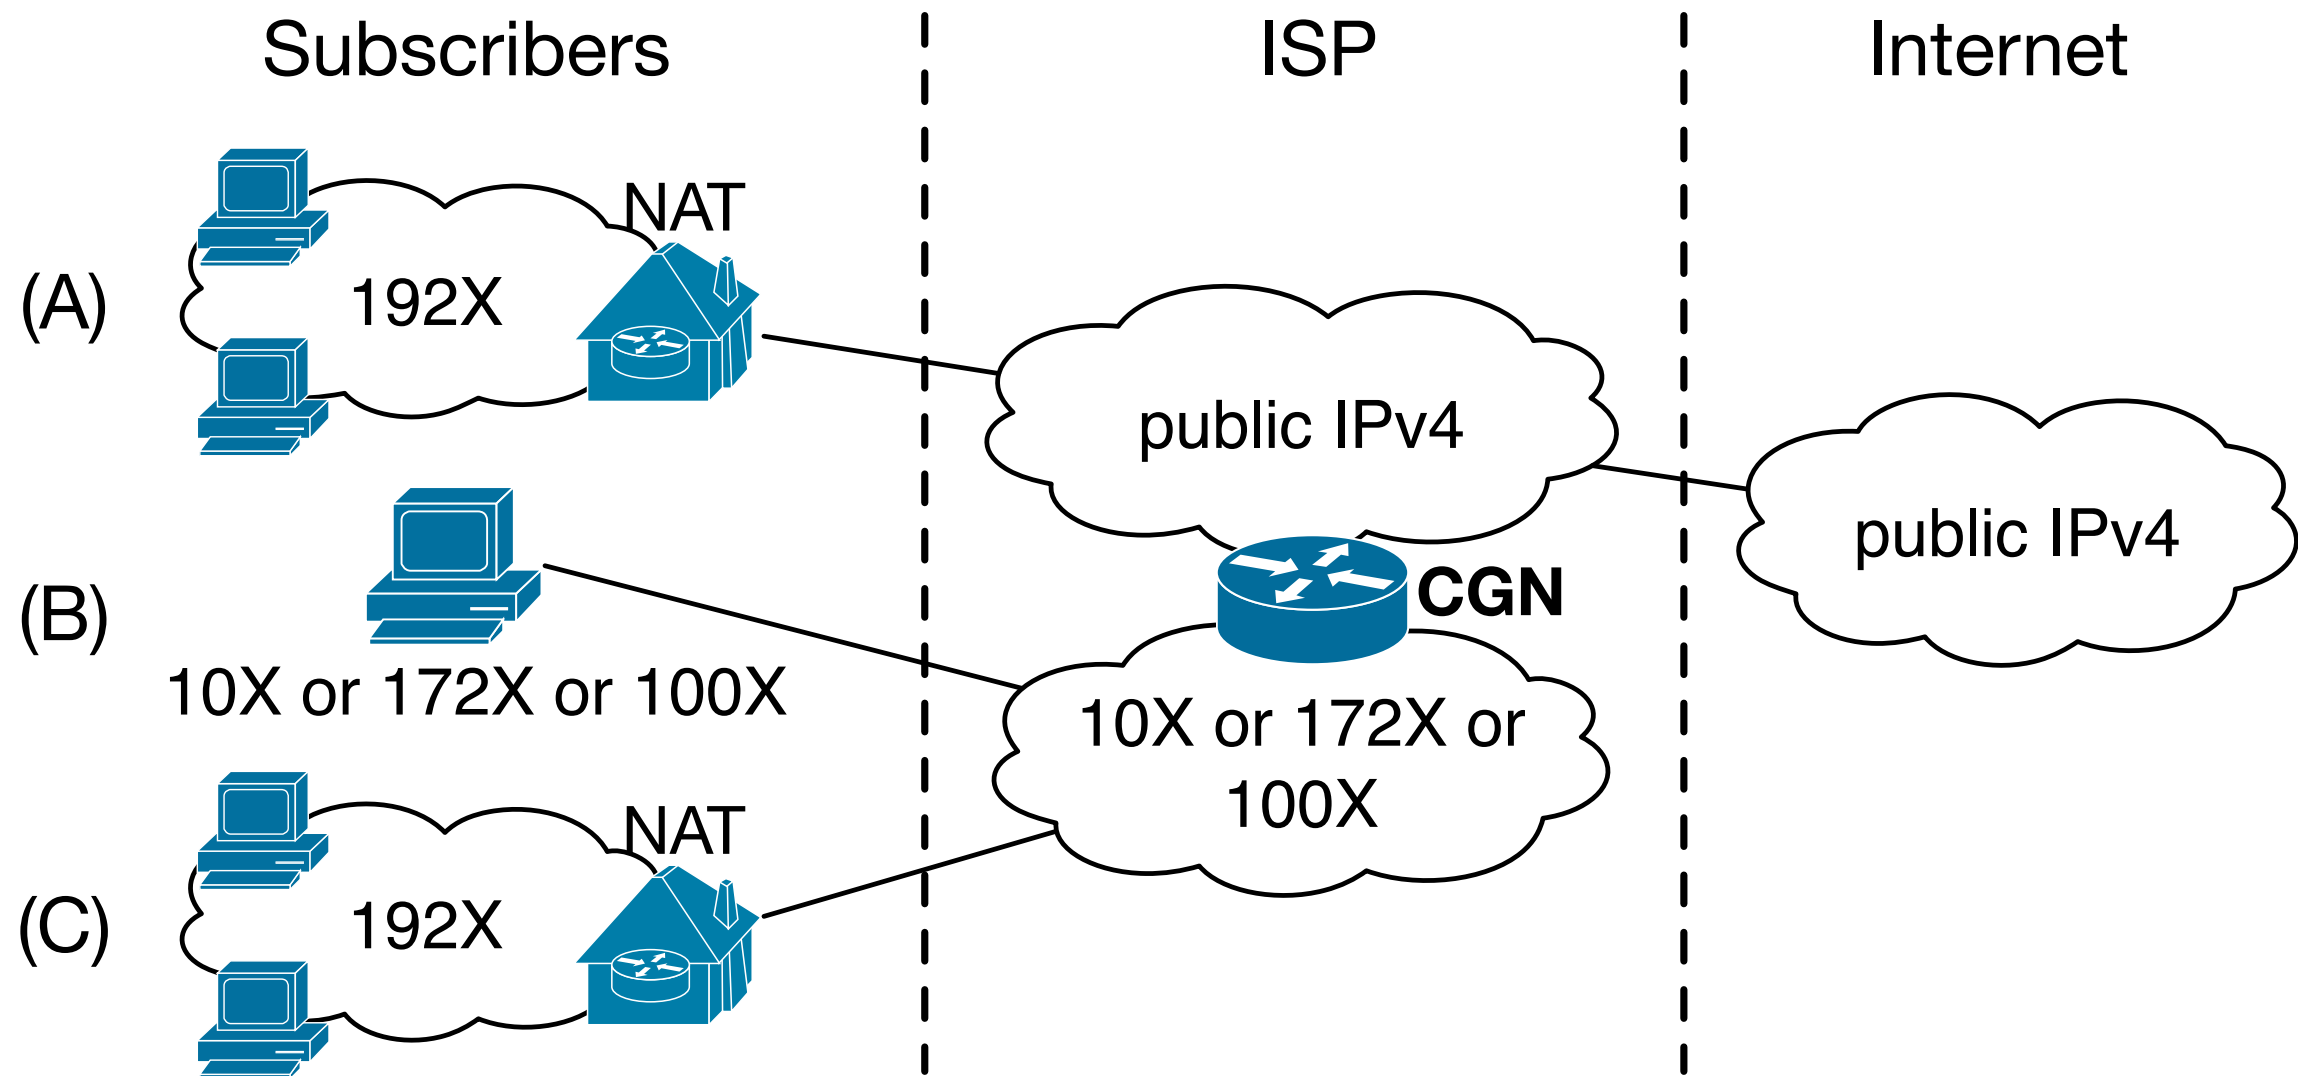 Subscribers
ISP
Internet
NAT
(A)
192X
public IPv4
public IPv4
CGN
(B)
10X or 172X or 100X
10X or 172X or
100X
NAT
(C)
192X